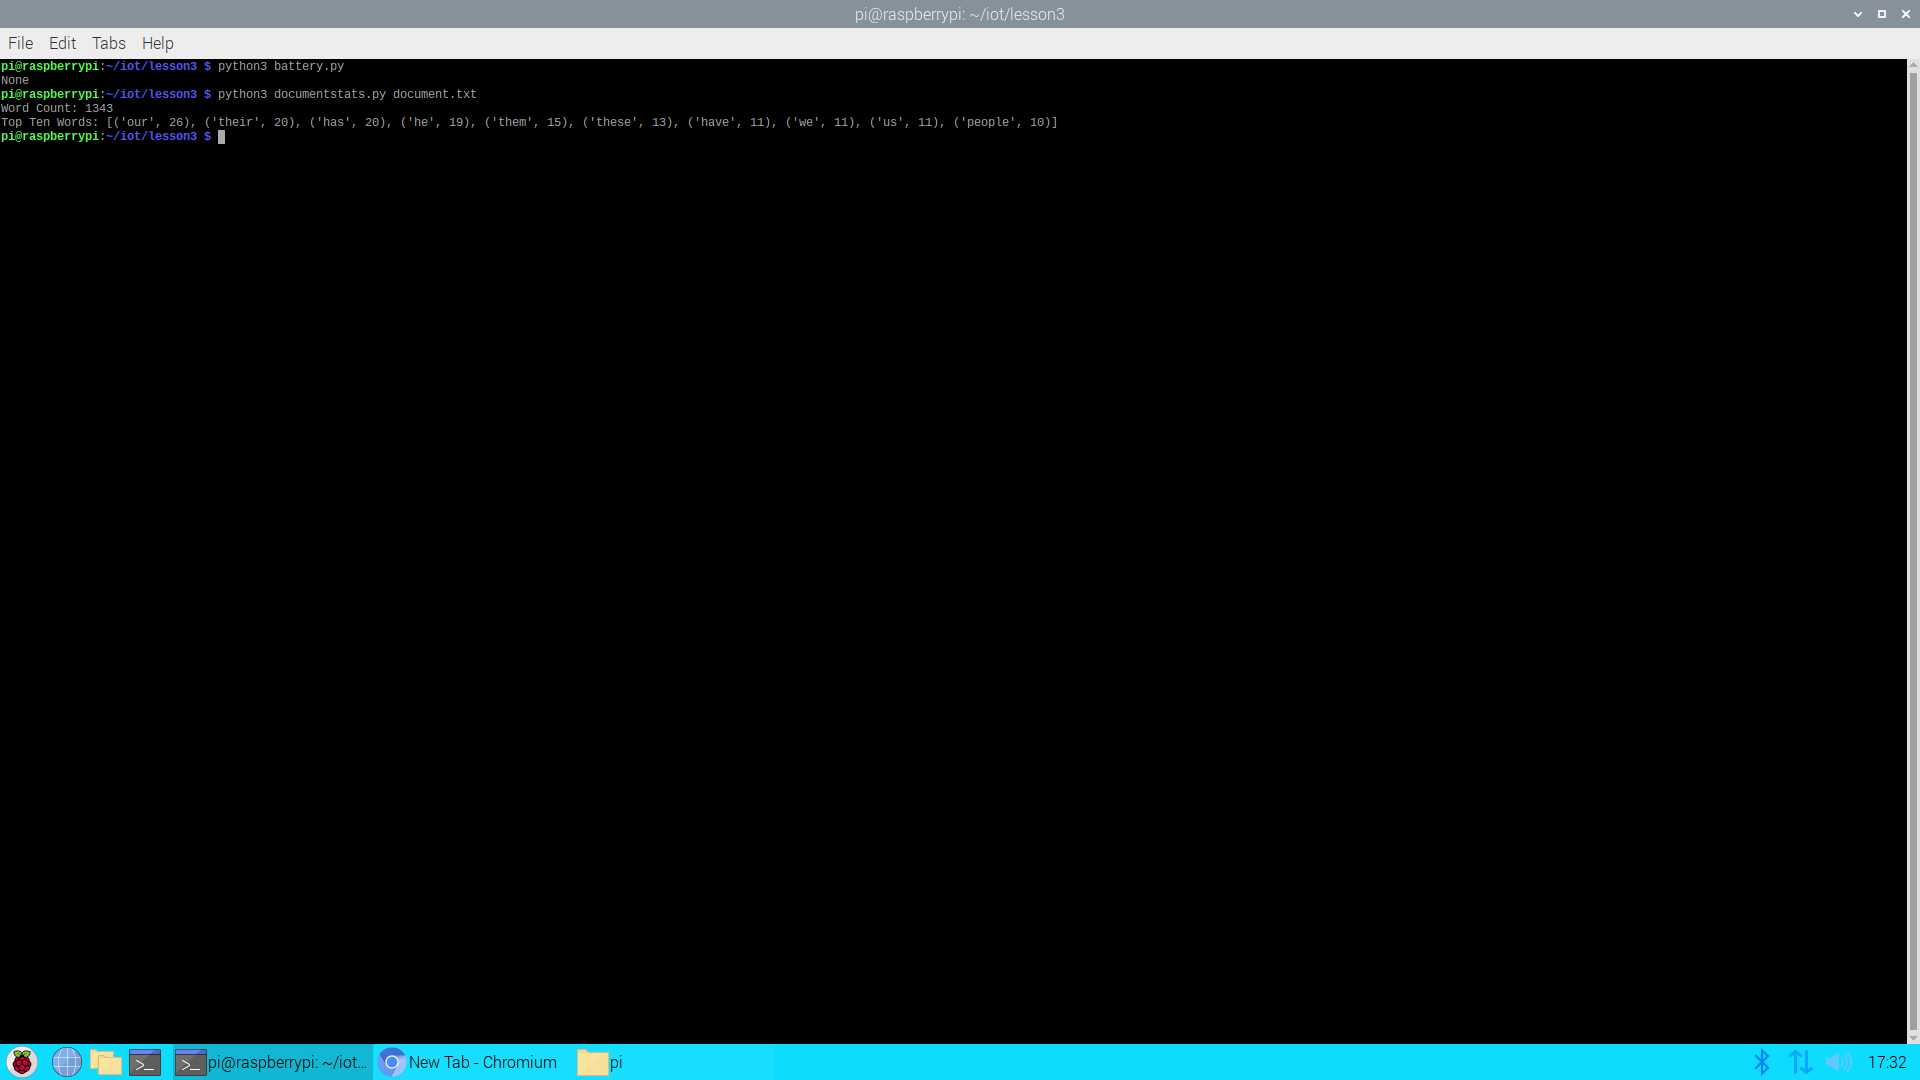 pi@raspberrypi: ~/iot/lesson3
File Edit Tabs Help
pi@raspberrypi:~/iot/lesson3 $ python3 battery.py
None
pi@raspberrypi:~/iot/lesson3 $ python3 documentstats.py document.txt
Word Count: 1343
Top Ten Words: [('our', 26), ('their', 20), ('has', 20), ('he', 19), ('them', 15), ('these', 13), ('have', 11), ('we', 11), ('us', 11), ('people', 10)]
pi@raspberrypi:~/iot/lesson3 $
pi@raspberrypi: ~/iot... New Tab - Chromium pi 17:32